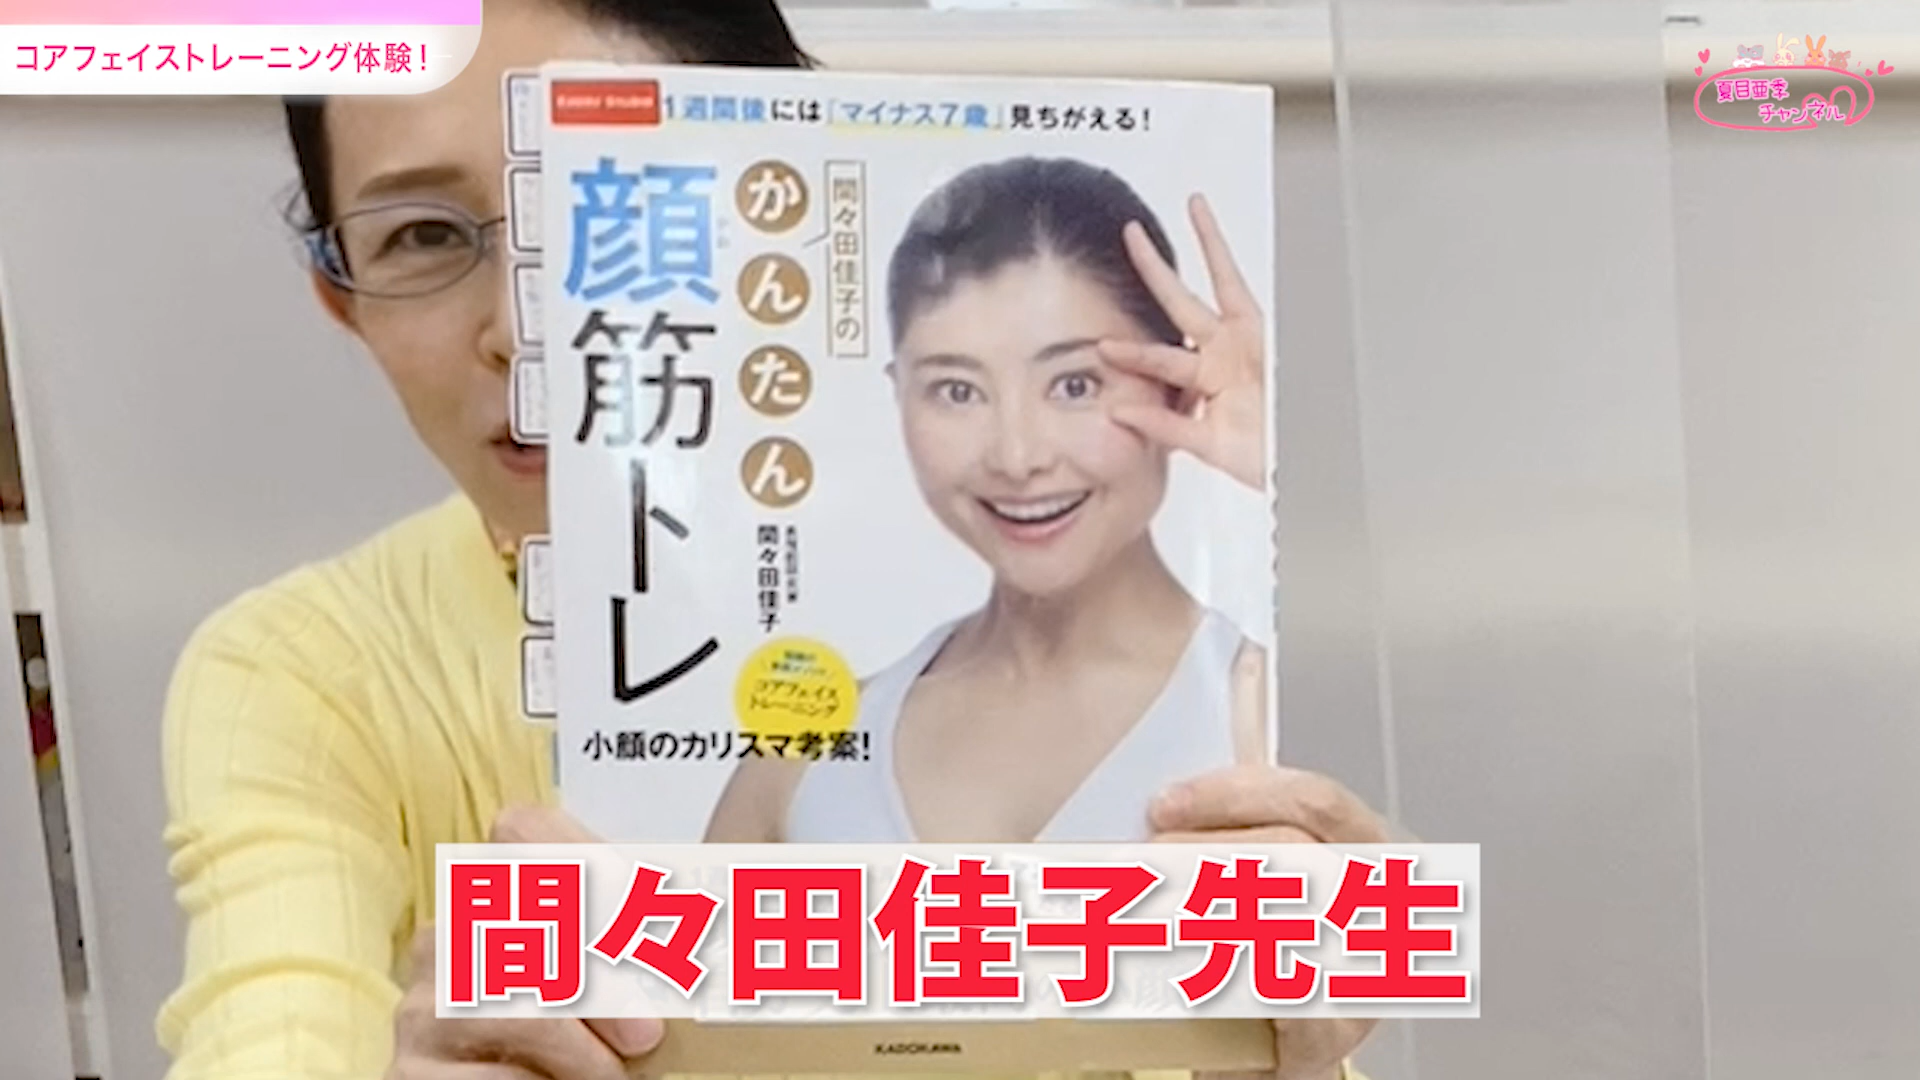 コアフェイストレーニング体験！
夏目亜季
チャンネル
1週間後には「マイナス7歳」見ちがえる！
間々田佳子の
かんたん
顔筋トレ
間々田佳子
コアフェイス
トレーニング
小顔のカリスマ考案！
間々田佳子先生
KADOKAWA